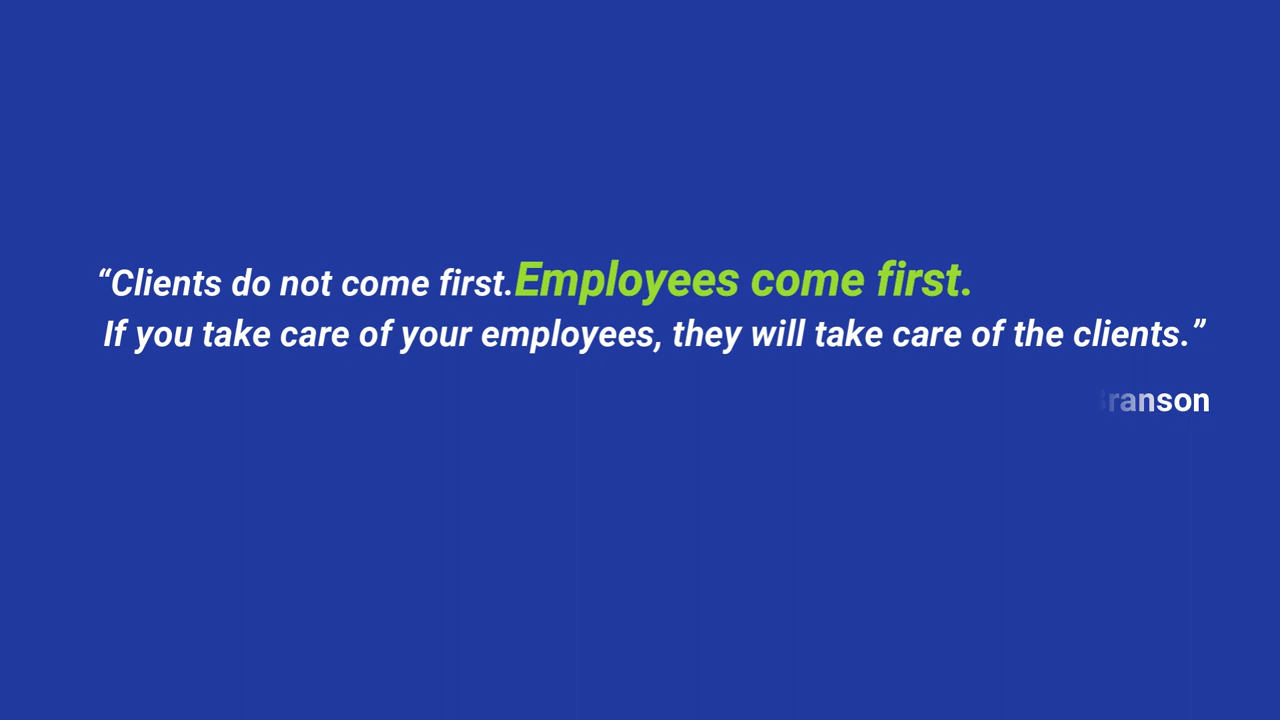 “Clients do not come first.Employees come first.
If you take care of your employees, they will take care of the clients.”
Branson